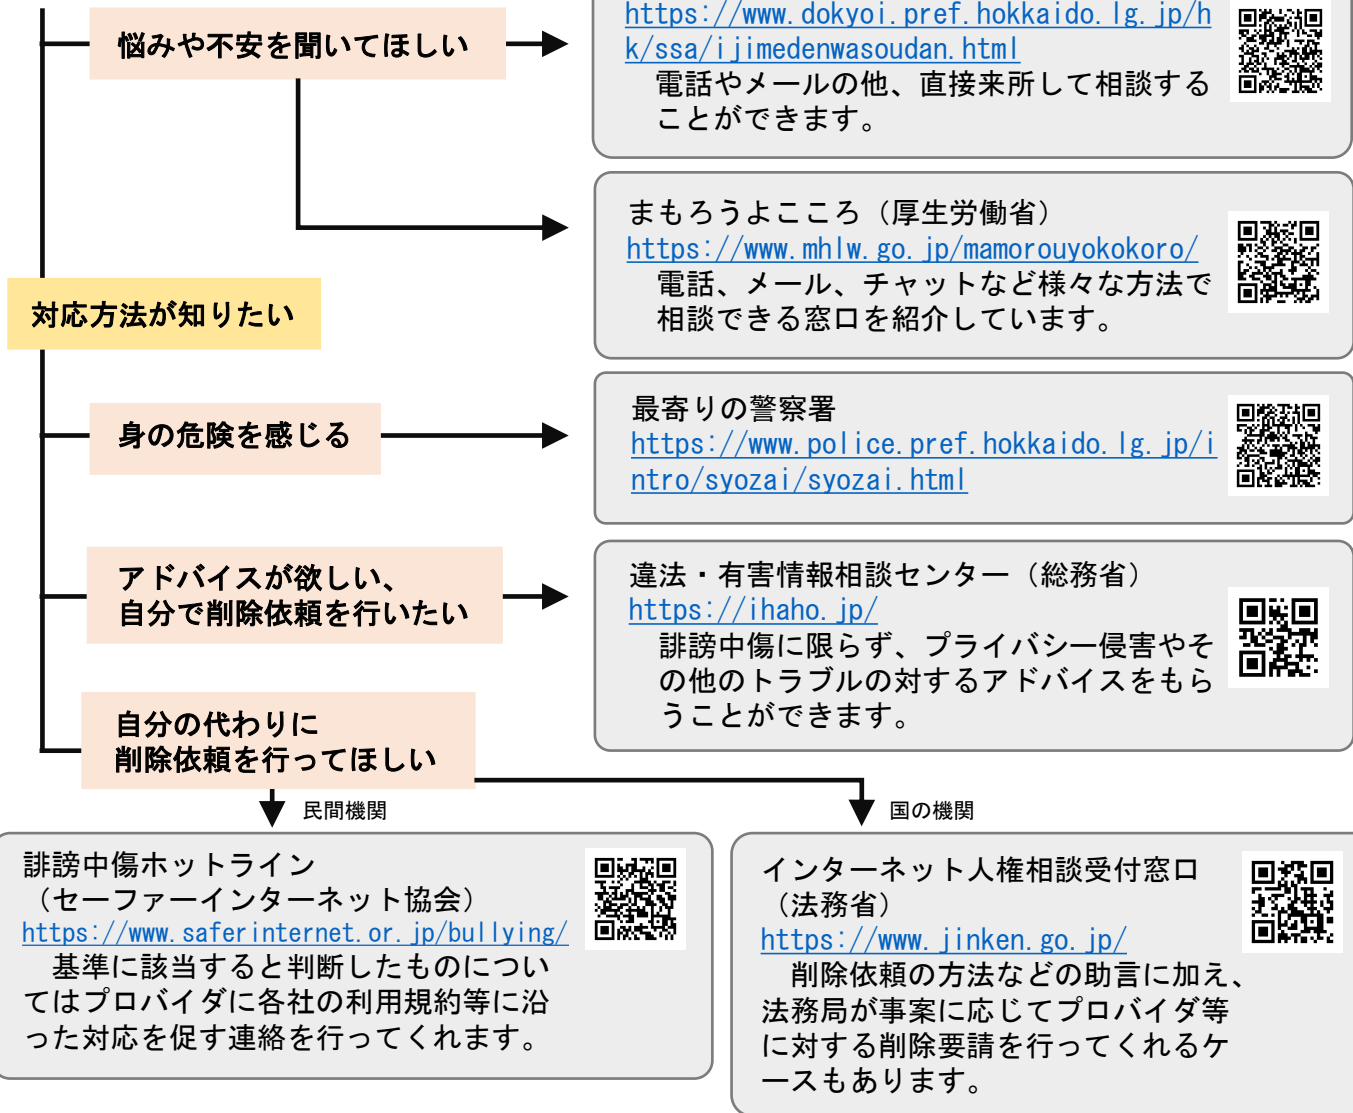 悩みや不安を聞いてほしい
https://www.dokyoi.pref.hokkaido.lg.jp/h
k/ssa/ijimedenwasoudan.html
電話やメールの他、直接来所して相談する
ことができます。
まもろうよこころ（厚生労働省）
https://www.mhlw.go.jp/mamorouyokokoro/
電話、メール、チャットなど様々な方法で
相談できる窓口を紹介しています。
対応方法が知りたい
身の危険を感じる
最寄りの警察署
https://www.police.pref.hokkaido.lg.jp/i
ntro/syozai/syozai.html
アドバイスが欲しい、
自分で削除依頼を行いたい
違法・有害情報相談センター（総務省）
https://ihaho.jp/
誹謗中傷に限らず、プライバシー侵害やそ
の他のトラブルの対するアドバイスをもら
うことができます。
自分の代わりに
削除依頼を行ってほしい
民間機関
国の機関
誹謗中傷ホットライン
（セーファーインターネット協会）
https://www.saferinternet.or.jp/bullying/
基準に該当すると判断したものについ
てはプロバイダに各社の利用規約等に沿
った対応を促す連絡を行ってくれます。
インターネット人権相談受付窓口
（法務省）
https://www.jinken.go.jp/
削除依頼の方法などの助言に加え、
法務局が事案に応じてプロバイダ等
に対する削除要請を行ってくれるケ
ースもあります。